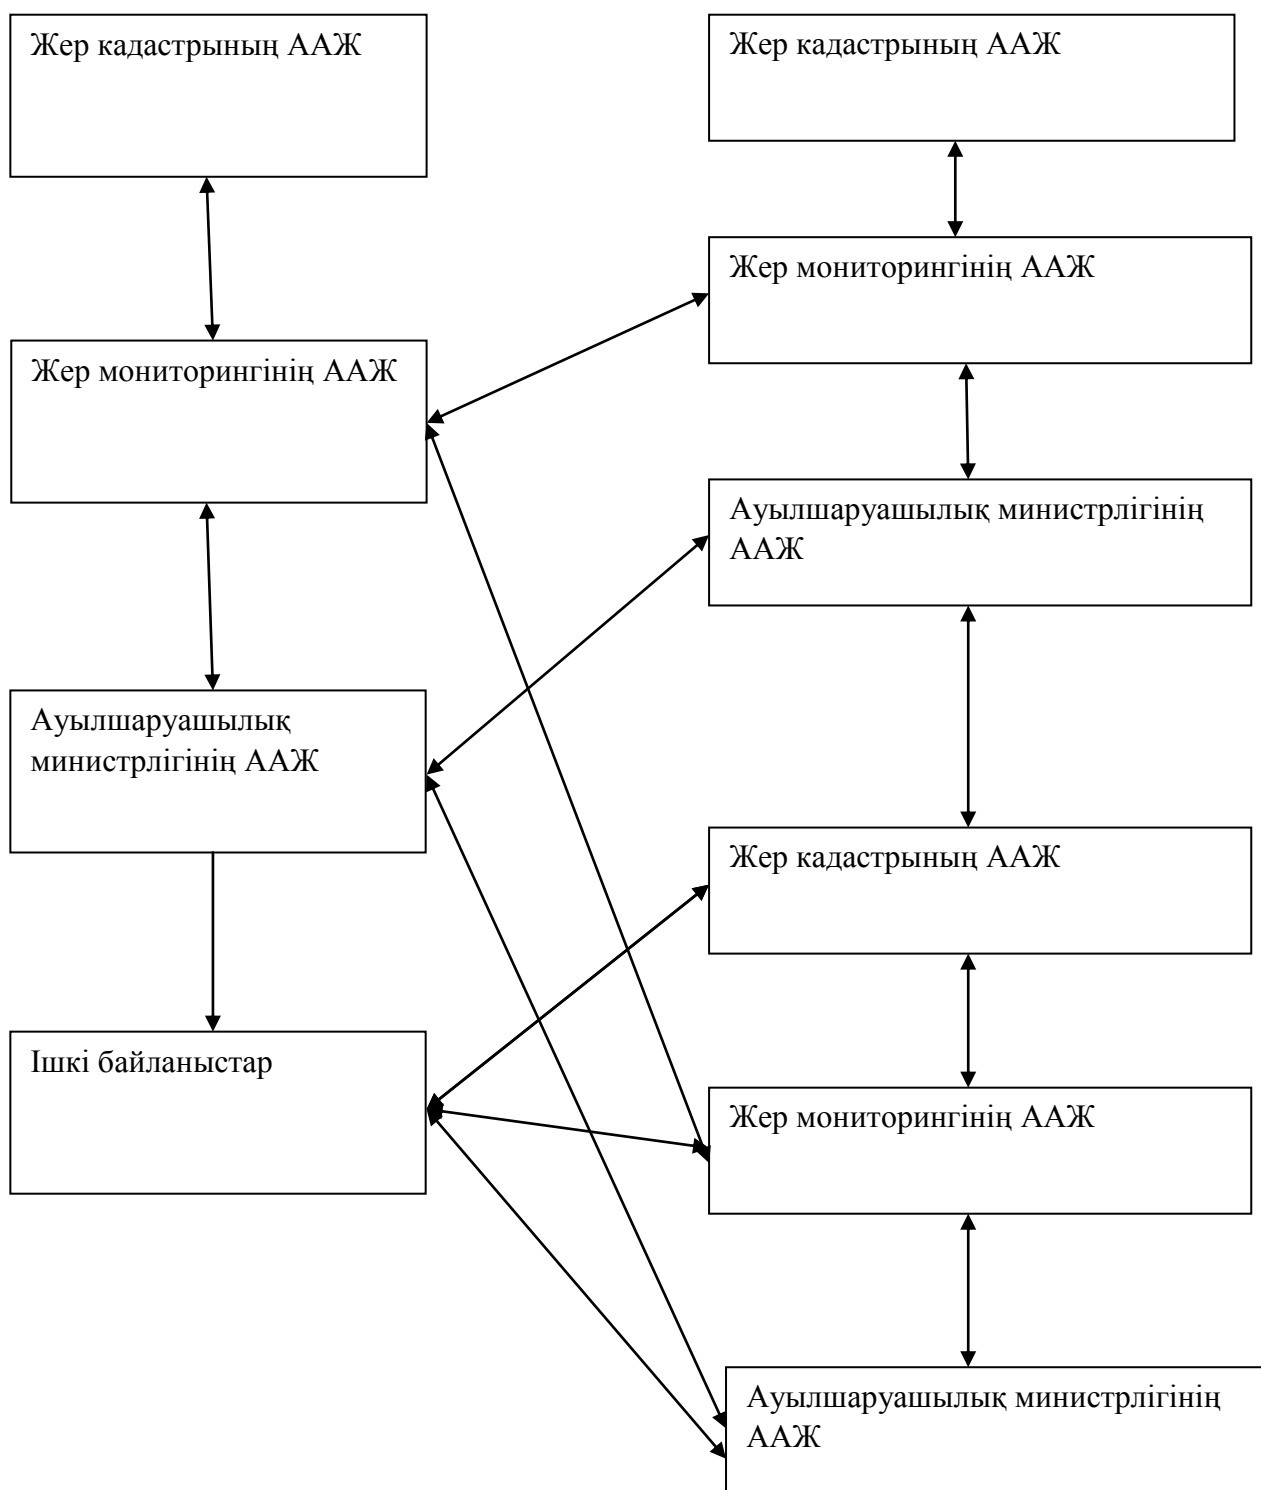 Жер кадастрының ААЖ
Жер мониторингінің ААЖ
Ауылшаруашылық
министрлігінің ААЖ
Ішкі байланыстар
Жер кадастрының ААЖ
Жер мониторингінің ААЖ
Ауылшаруашылық министрлігінің
ААЖ
Жер кадастрының ААЖ
Жер мониторингінің ААЖ
Ауылшаруашылық министрлігінің
ААЖ